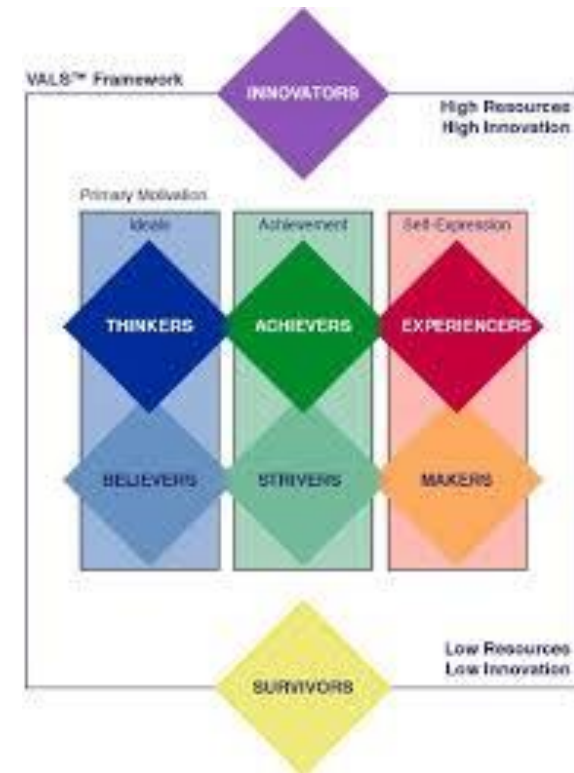 VALS™ Framework
INNOVATORS
High Resources
High Innovation
Primary Motivation
Ideals
Achievement
Self-Expression
THINKERS
ACHIEVERS
EXPERIENCERS
BELIEVERS
STRIVERS
MAKERS
Low Resources
Low Innovation
SURVIVORS